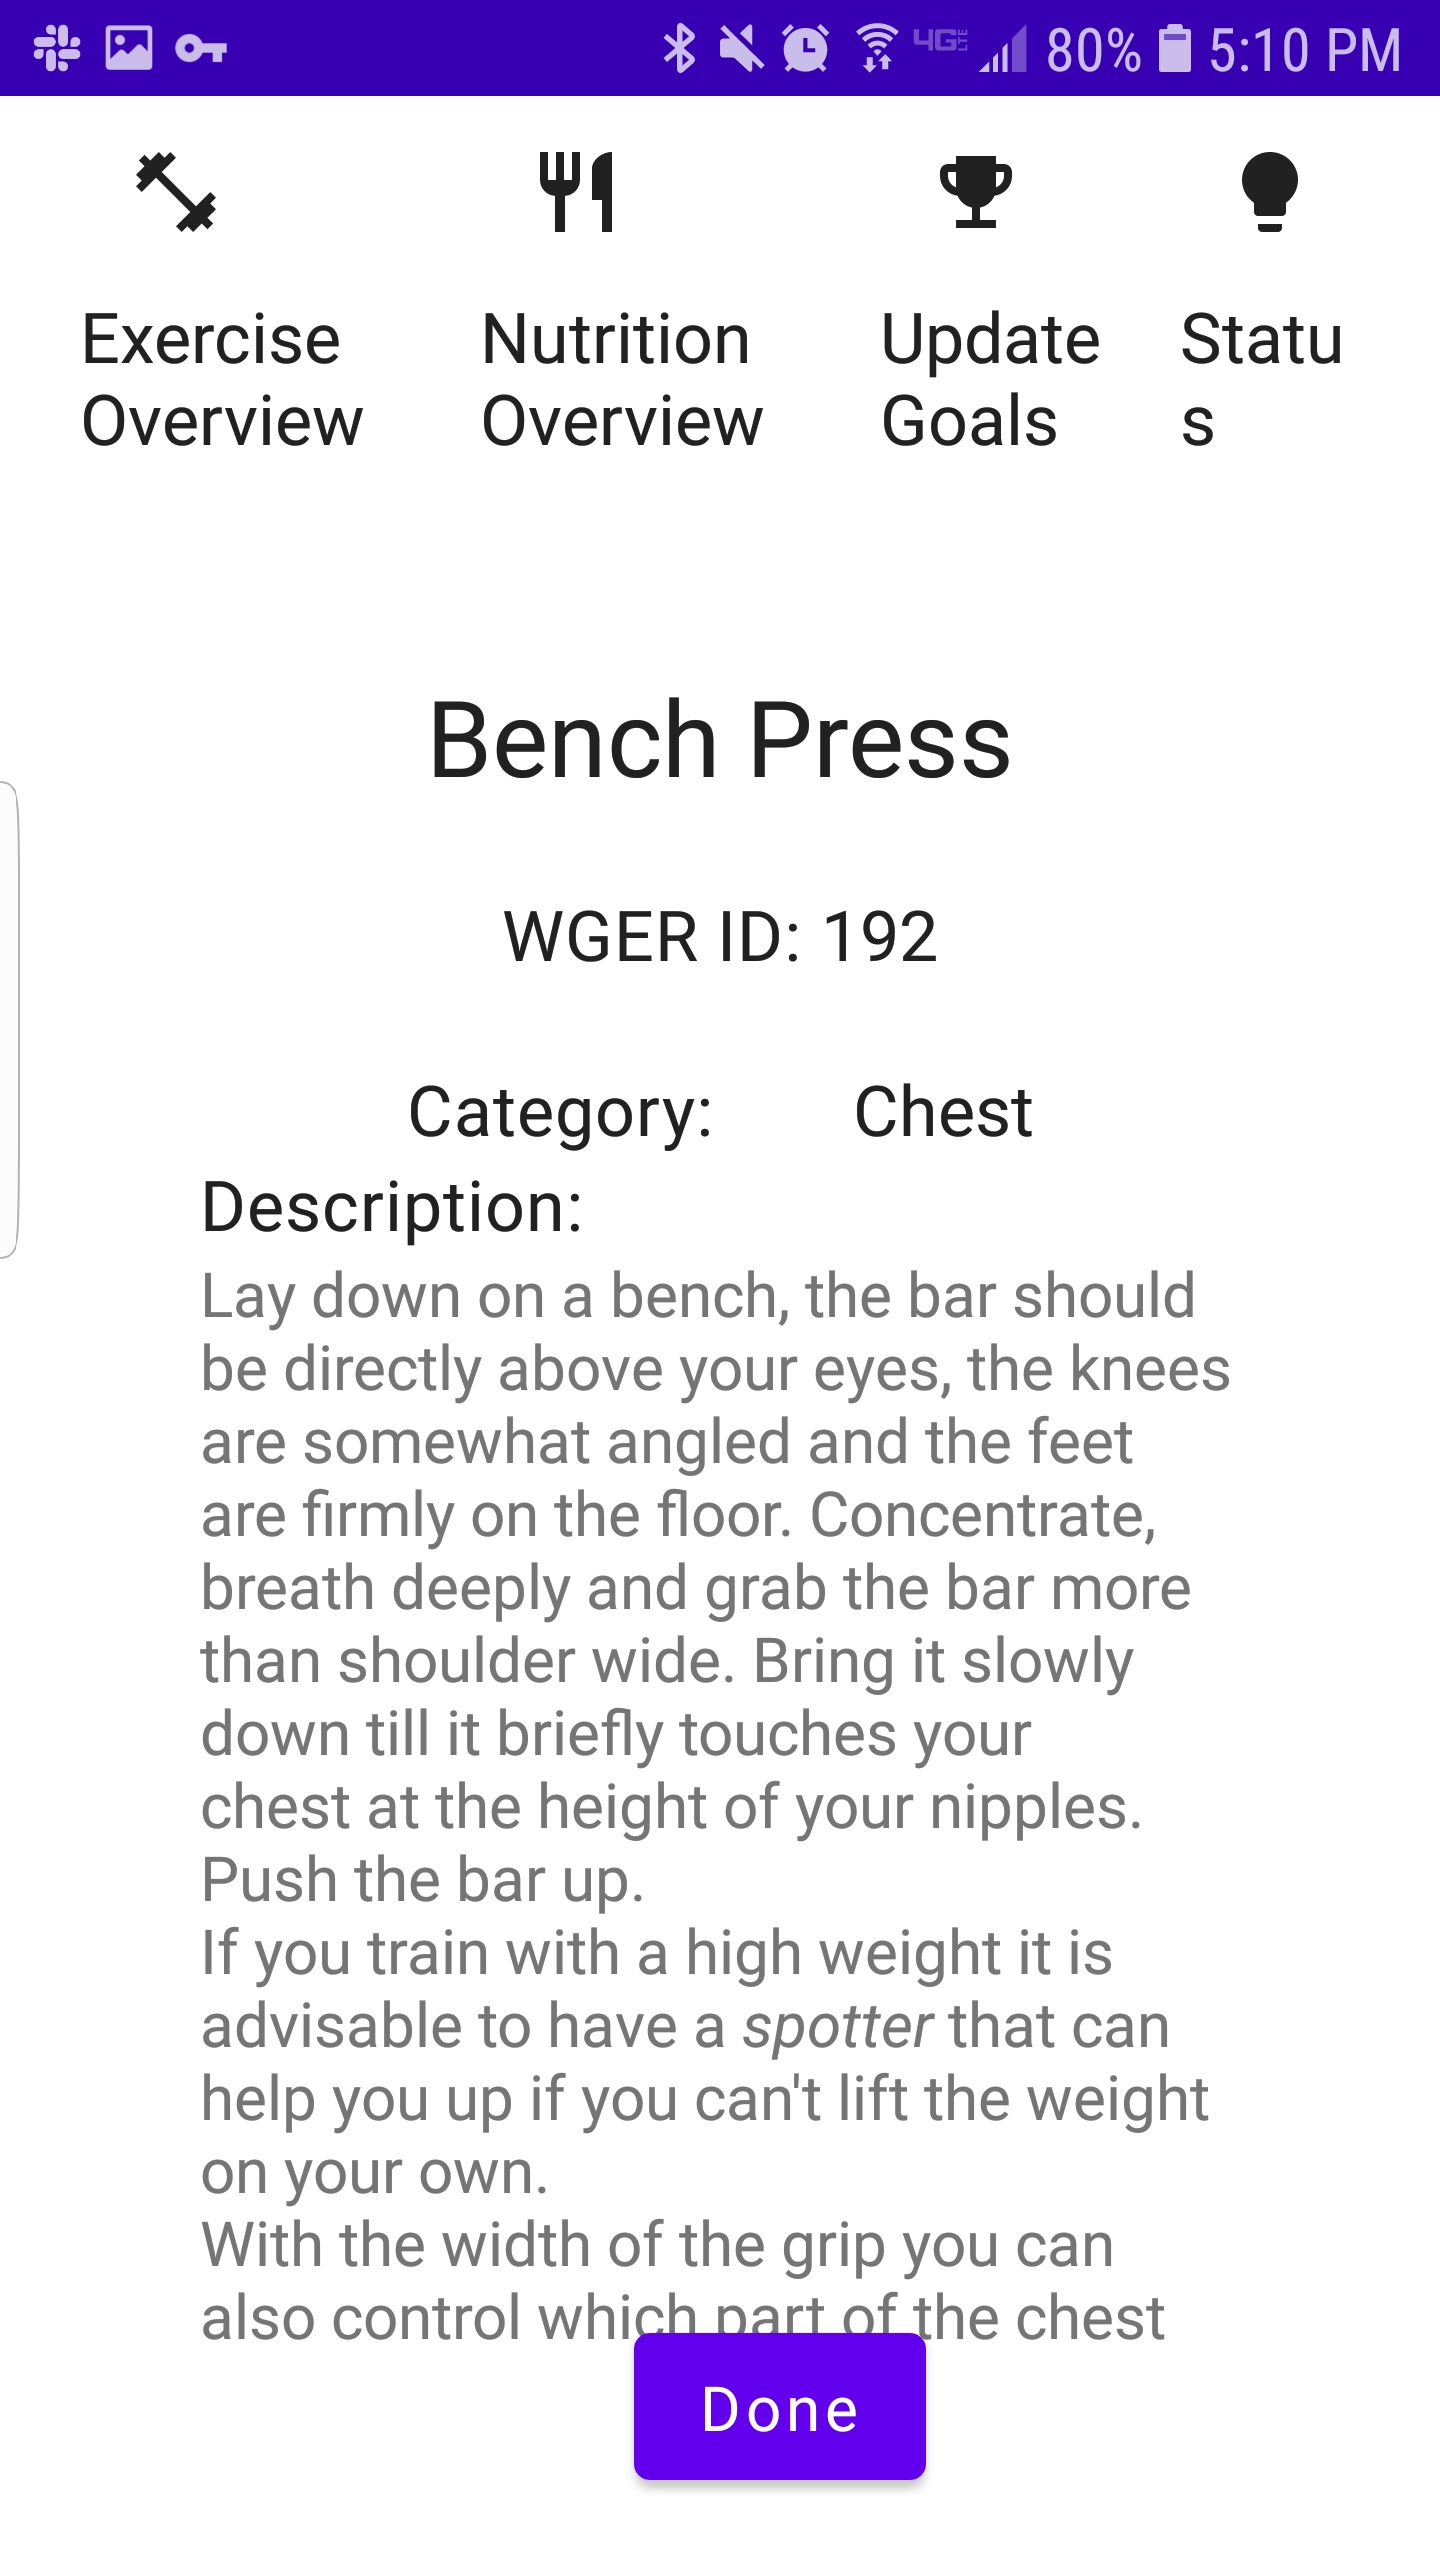 4G LTE 80% 5:10 PM
Exercise Overview
Nutrition Overview
Update Goals
Status
Bench Press
WGER ID: 192
Category: Chest
Description:
Lay down on a bench, the bar should
be directly above your eyes, the knees
are somewhat angled and the feet
are firmly on the floor. Concentrate,
breath deeply and grab the bar more
than shoulder wide. Bring it slowly
down till it briefly touches your
chest at the height of your nipples.
Push the bar up.
If you train with a high weight it is
advisable to have a spotter that can
help you up if you can't lift the weight
on your own.
With the width of the grip you can
also control which part of the chest
Done